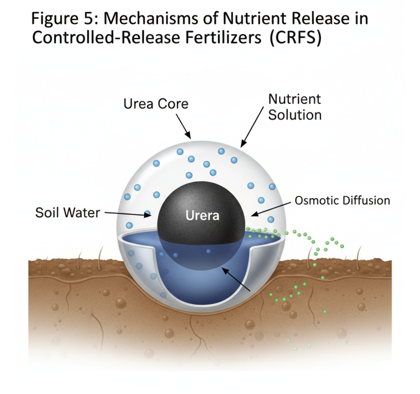 Figure 5: Mechanisms of Nutrient Release in
Controlled-Release Fertilizers (CRFS)
Urea Core
Nutrient
Solution
Soil Water
Urera
Osmotic Diffusion